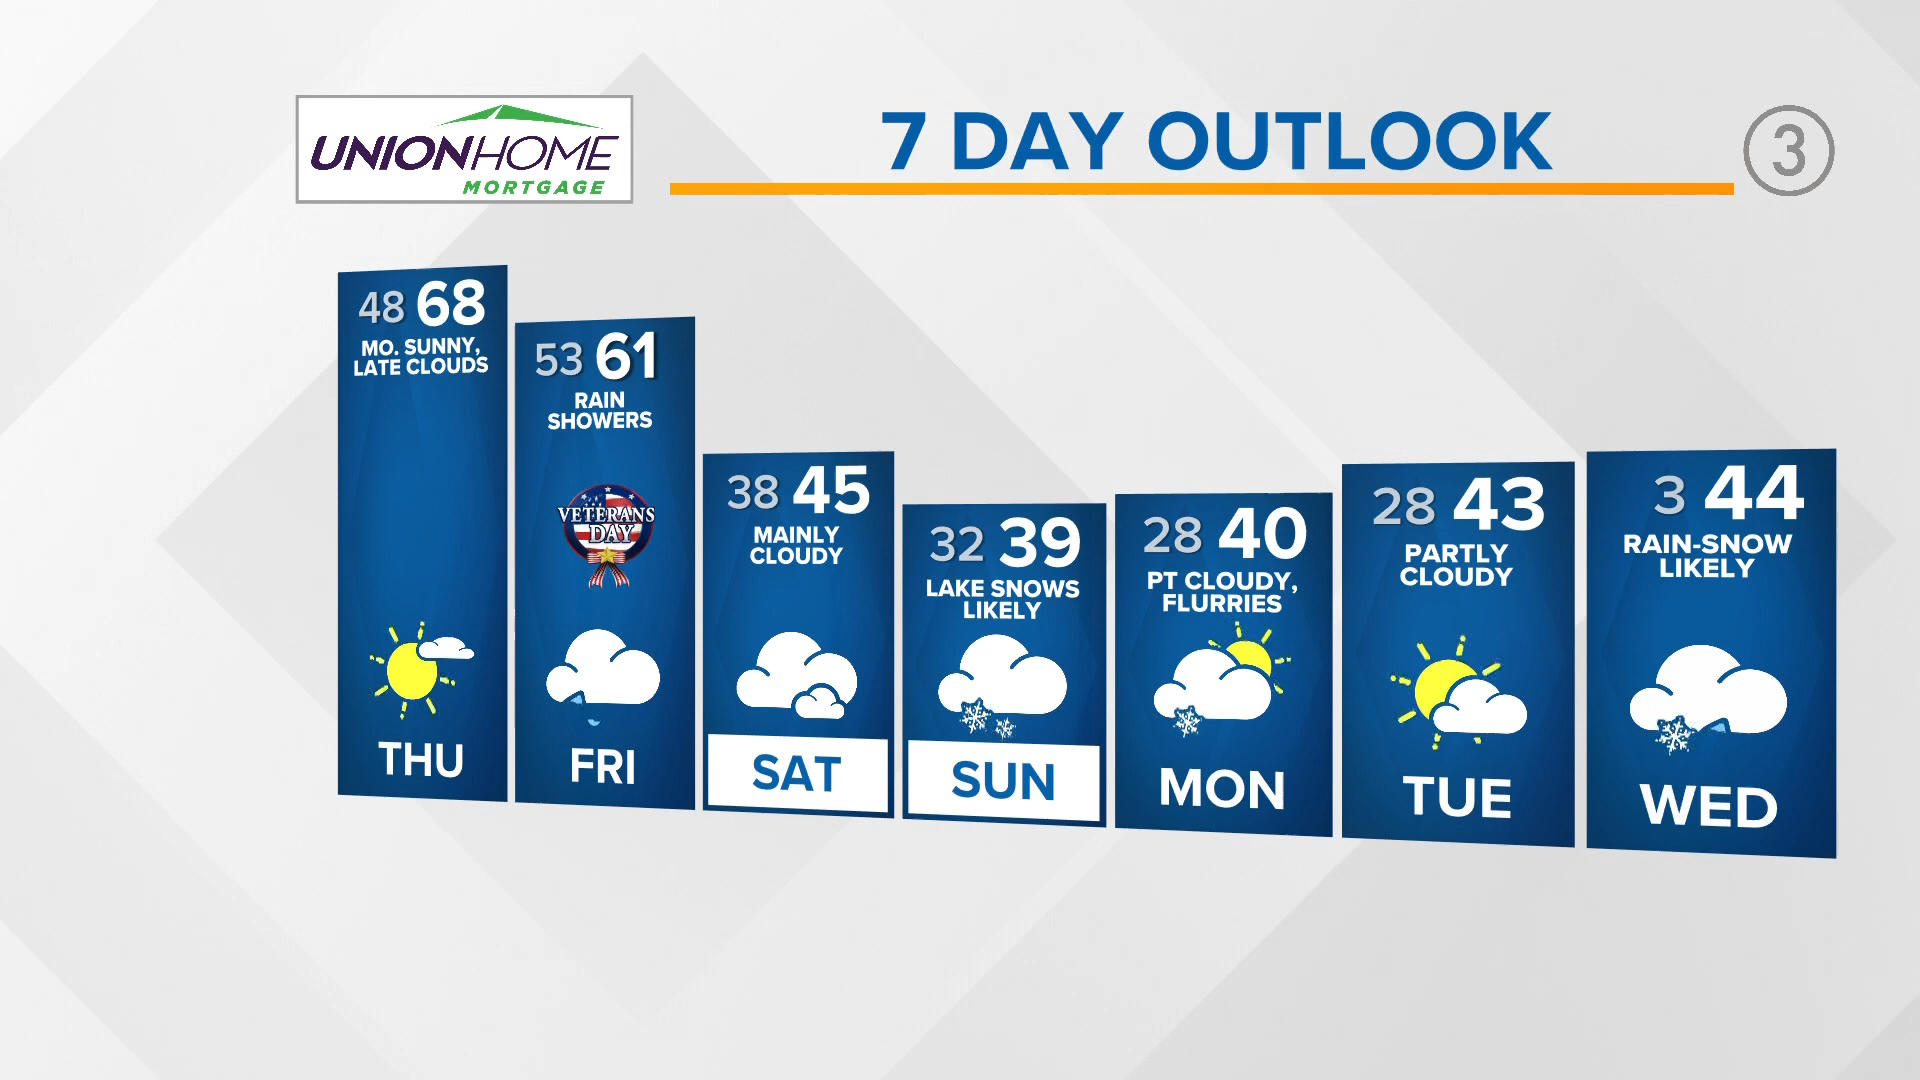 UNIONHOME
MORTGAGE
7 DAY OUTLOOK
3
48 68
MO. SUNNY,
LATE CLOUDS
THU
53 61
RAIN
SHOWERS
VETERANS
DAY
FRI
38 45
MAINLY
CLOUDY
SAT
32 39
LAKE SNOWS
LIKELY
SUN
28 40
PT CLOUDY,
FLURRIES
MON
28 43
PARTLY
CLOUDY
TUE
3 44
RAIN-SNOW
LIKELY
WED